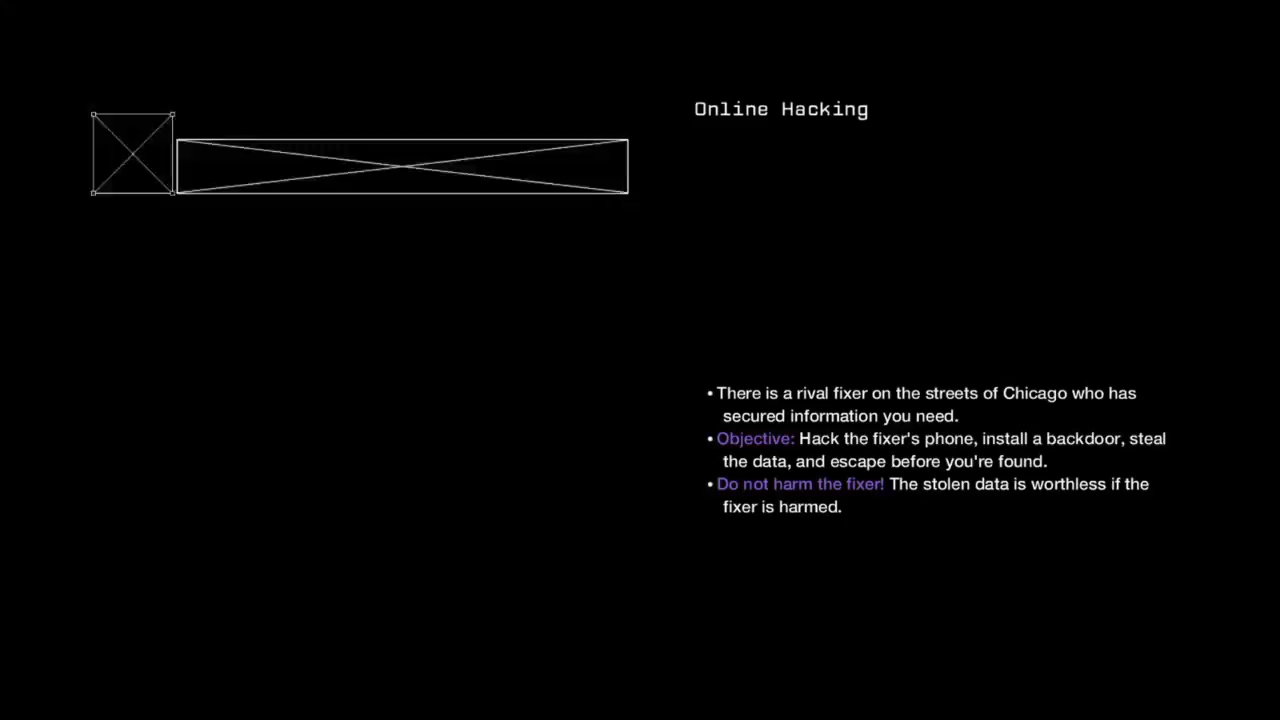 Online Hacking
• There is a rival fixer on the streets of Chicago who has
secured information you need.
• Objective: Hack the fixer's phone, install a backdoor, steal
the data, and escape before you're found.
• Do not harm the fixer! The stolen data is worthless if the
fixer is harmed.